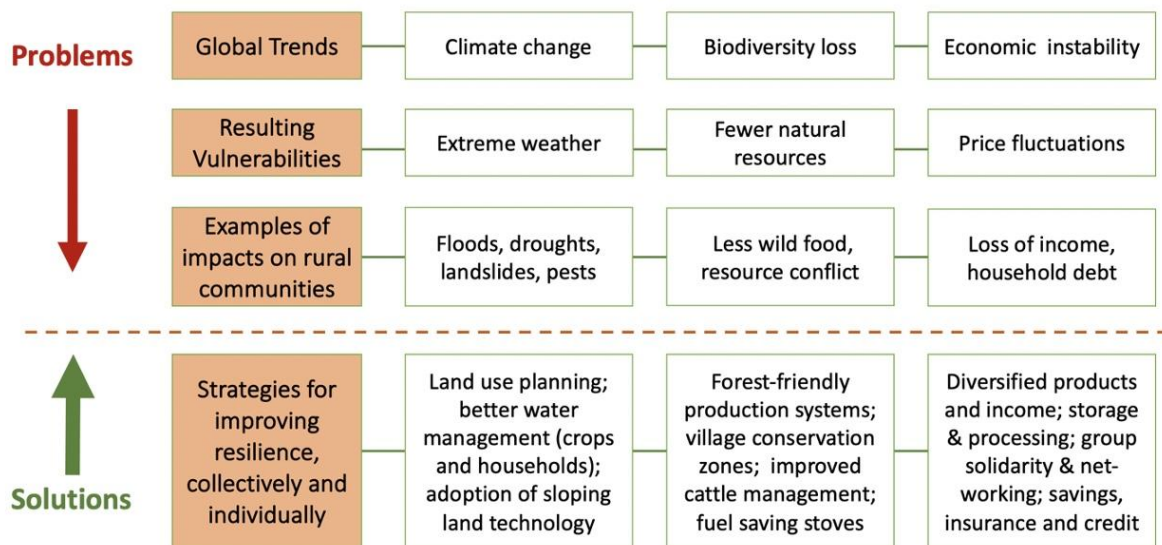 Problems
Global Trends
Climate change
Biodiversity loss
Economic instability
Resulting
Vulnerabilities
Extreme weather
Fewer natural
resources
Price fluctuations
Examples of
impacts on rural
communities
Floods, droughts,
landslides, pests
Less wild food,
resource conflict
Loss of income,
household debt
Solutions
Strategies for
improving
resilience,
collectively and
individually
Land use planning;
better water
management (crops
and households);
adoption of sloping
land technology
Forest-friendly
production systems;
village conservation
zones; improved
cattle management;
fuel saving stoves
Diversified products
and income; storage
& processing; group
solidarity & net-
working; savings,
insurance and credit